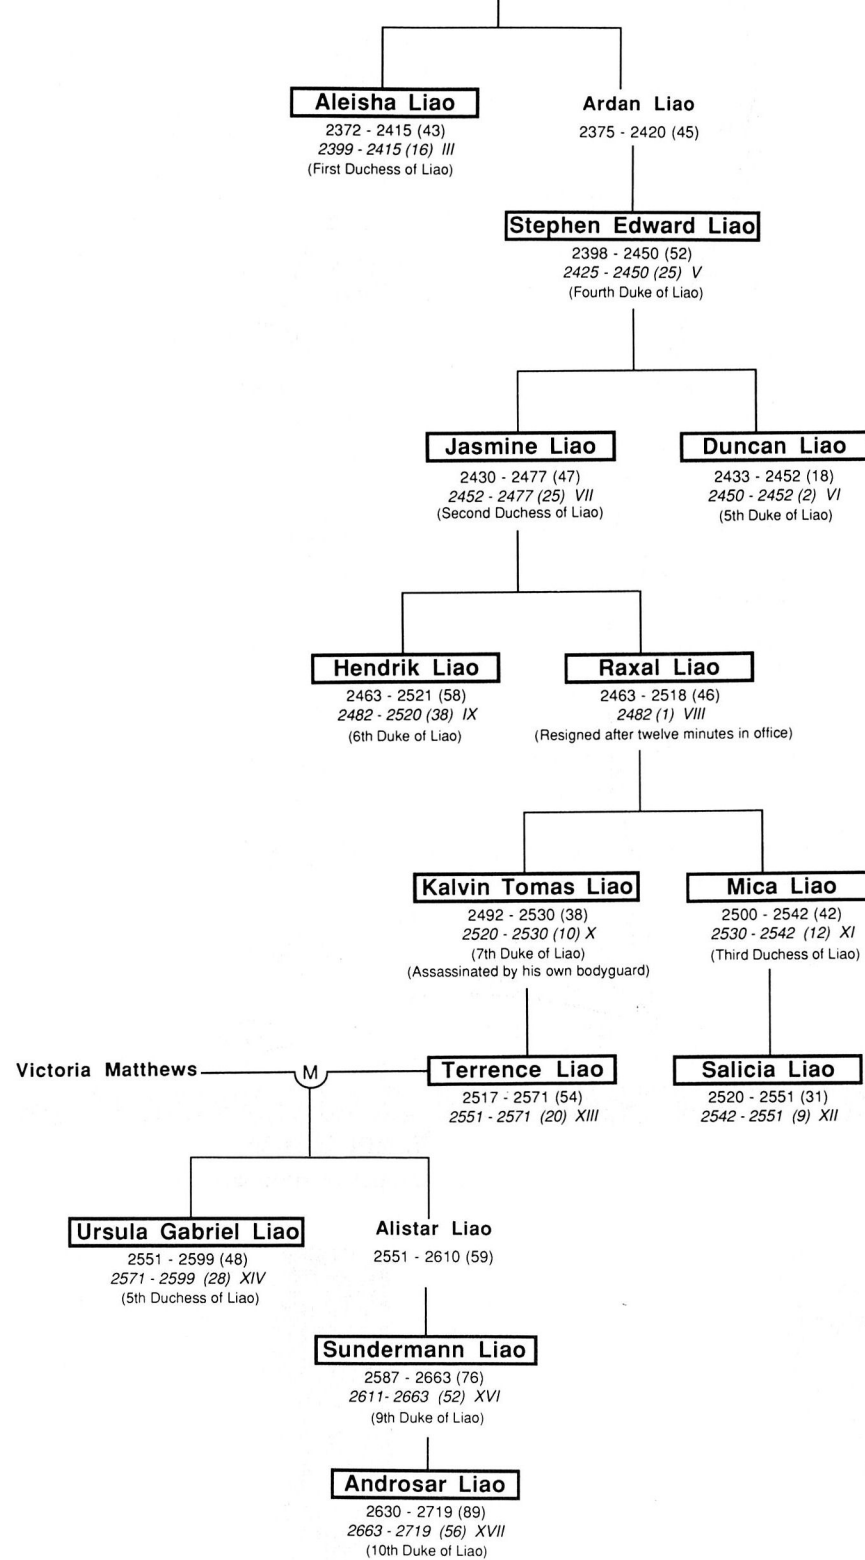 Aleisha Liao
2372 - 2415 (43)
2399 - 2415 (16) III
(First Duchess of Liao)
Ardan Liao
2375 - 2420 (45)
Stephen Edward Liao
2398 - 2450 (52)
2425 - 2450 (25) V
(Fourth Duke of Liao)
Jasmine Liao
2430 - 2477 (47)
2452 - 2477 (25) VII
(Second Duchess of Liao)
Duncan Liao
2433 - 2452 (18)
2450 - 2452 (2) VI
(5th Duke of Liao)
Hendrik Liao
2463 - 2521 (58)
2482 - 2520 (38) IX
(6th Duke of Liao)
Raxal Liao
2463 - 2518 (46)
2482 (1) VIII
(Resigned after twelve minutes in office)
Kalvin Tomas Liao
2492 - 2530 (38)
2520 - 2530 (10) X
(7th Duke of Liao)
(Assassinated by his own bodyguard)
Mica Liao
2500 - 2542 (42)
2530 - 2542 (12) XI
(Third Duchess of Liao)
Victoria Matthews
M
Terrence Liao
2517 - 2571 (54)
2551 - 2571 (20) XIII
Salicia Liao
2520 - 2551 (31)
2542 - 2551 (9) XII
Ursula Gabriel Liao
2551 - 2599 (48)
2571 - 2599 (28) XIV
(5th Duchess of Liao)
Alistar Liao
2551 - 2610 (59)
Sundermann Liao
2587 - 2663 (76)
2611- 2663 (52) XVI
(9th Duke of Liao)
Androsar Liao
2630 - 2719 (89)
2663 - 2719 (56) XVII
(10th Duke of Liao)